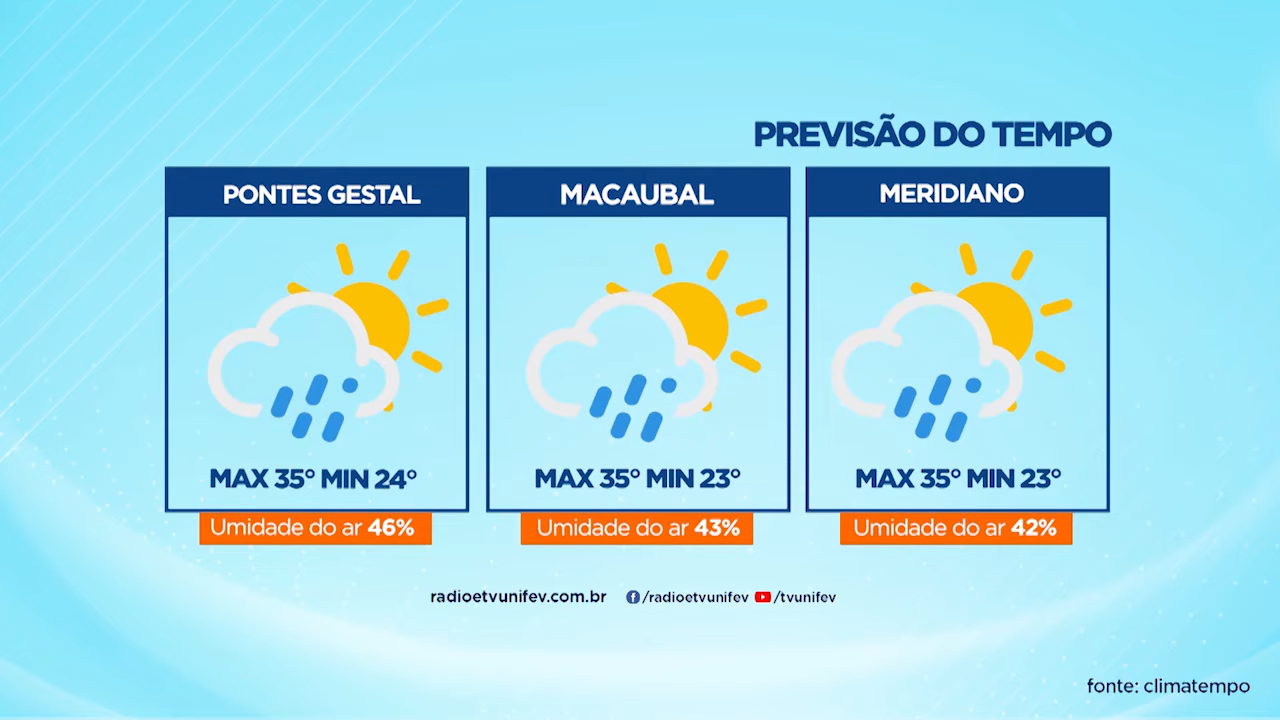 PREVISÃO DO TEMPO
PONTES GESTAL
MAX 35° MIN 24°
Umidade do ar 46%
MACAUBAL
MAX 35° MIN 23°
Umidade do ar 43%
MERIDIANO
MAX 35° MIN 23°
Umidade do ar 42%
radioetvunifev.com.br /radioetvunifev /tvunifev
fonte: climatempo